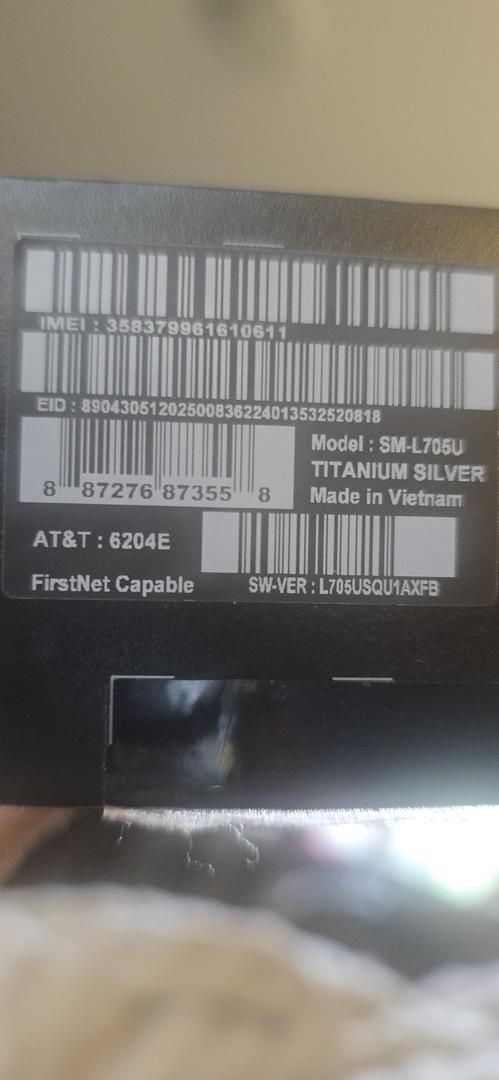 IMEI : 358379961610611
EID : 89043051202500836224013532520818
8 87276 87355 8
Model : SM-L705U
TITANIUM SILVER
Made in Vietnam
AT&T : 6204E
FirstNet Capable
SW-VER : L705USQU1AXFB